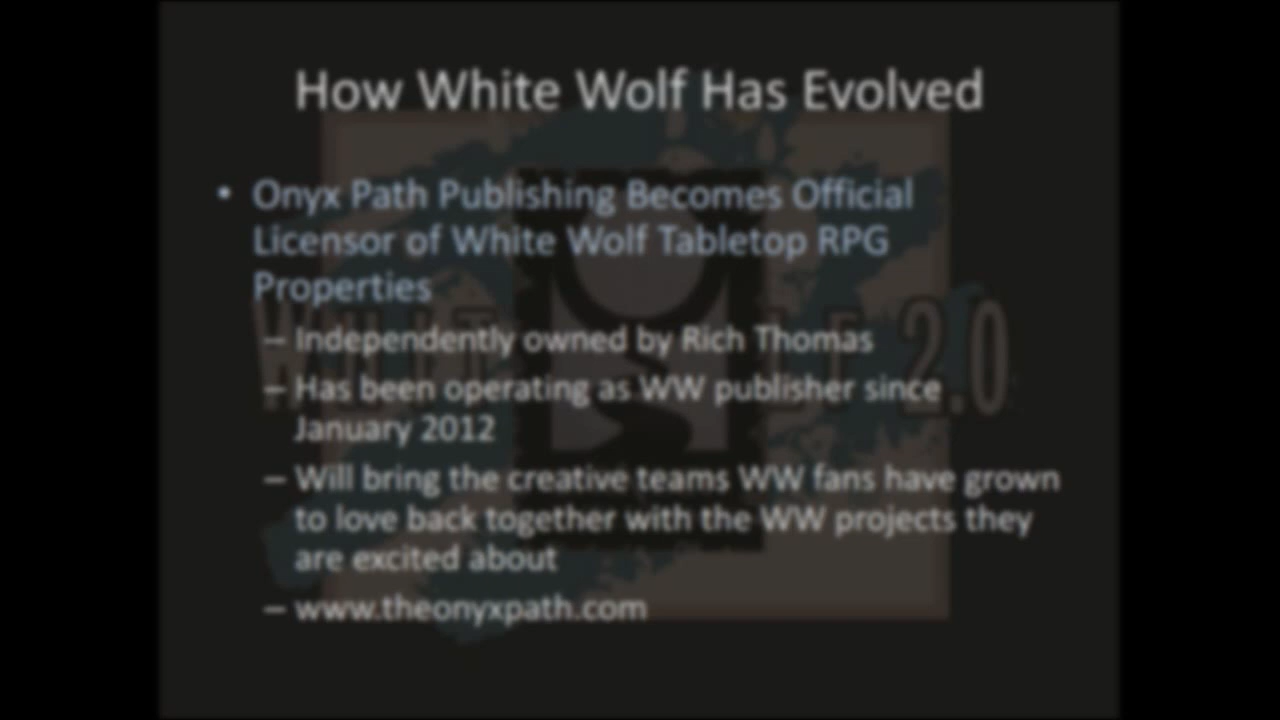 How White Wolf Has Evolved
• Onyx Path Publishing Becomes Official
Licensor of White Wolf Tabletop RPG
Properties
– Independently owned by Rich Thomas
– Has been operating as WW publisher since
January 2012
– Will bring the creative teams WW fans have grown
to love back together with the WW projects they
are excited about
– www.theonyxpath.com
2.0